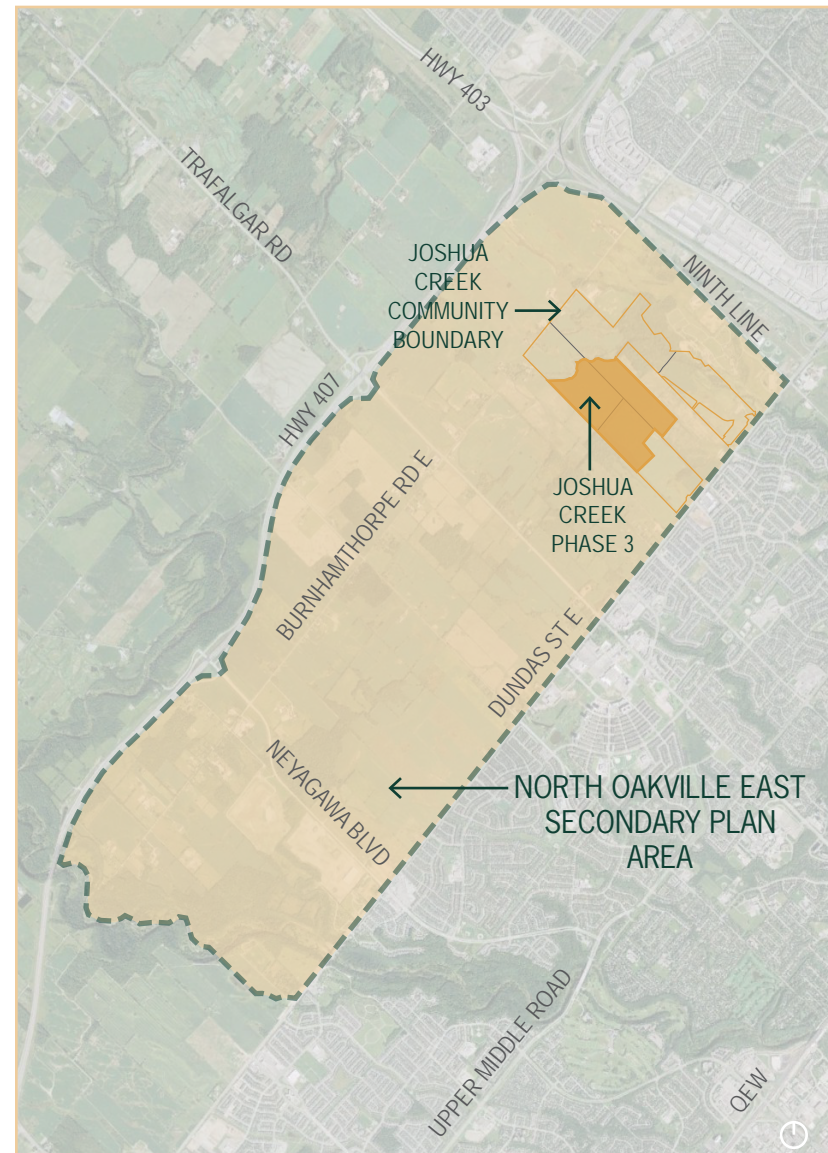 HWY 403
TRAFALGAR RD
JOSHUA
CREEK
COMMUNITY
BOUNDARY
NINTH LINE
HWY 407
BURNHAMTHORPE RD E
JOSHUA
CREEK
PHASE 3
DUNDAS ST E
NEYAGAWA BLVD
NORTH OAKVILLE EAST
SECONDARY PLAN
AREA
UPPER MIDDLE ROAD
QEW